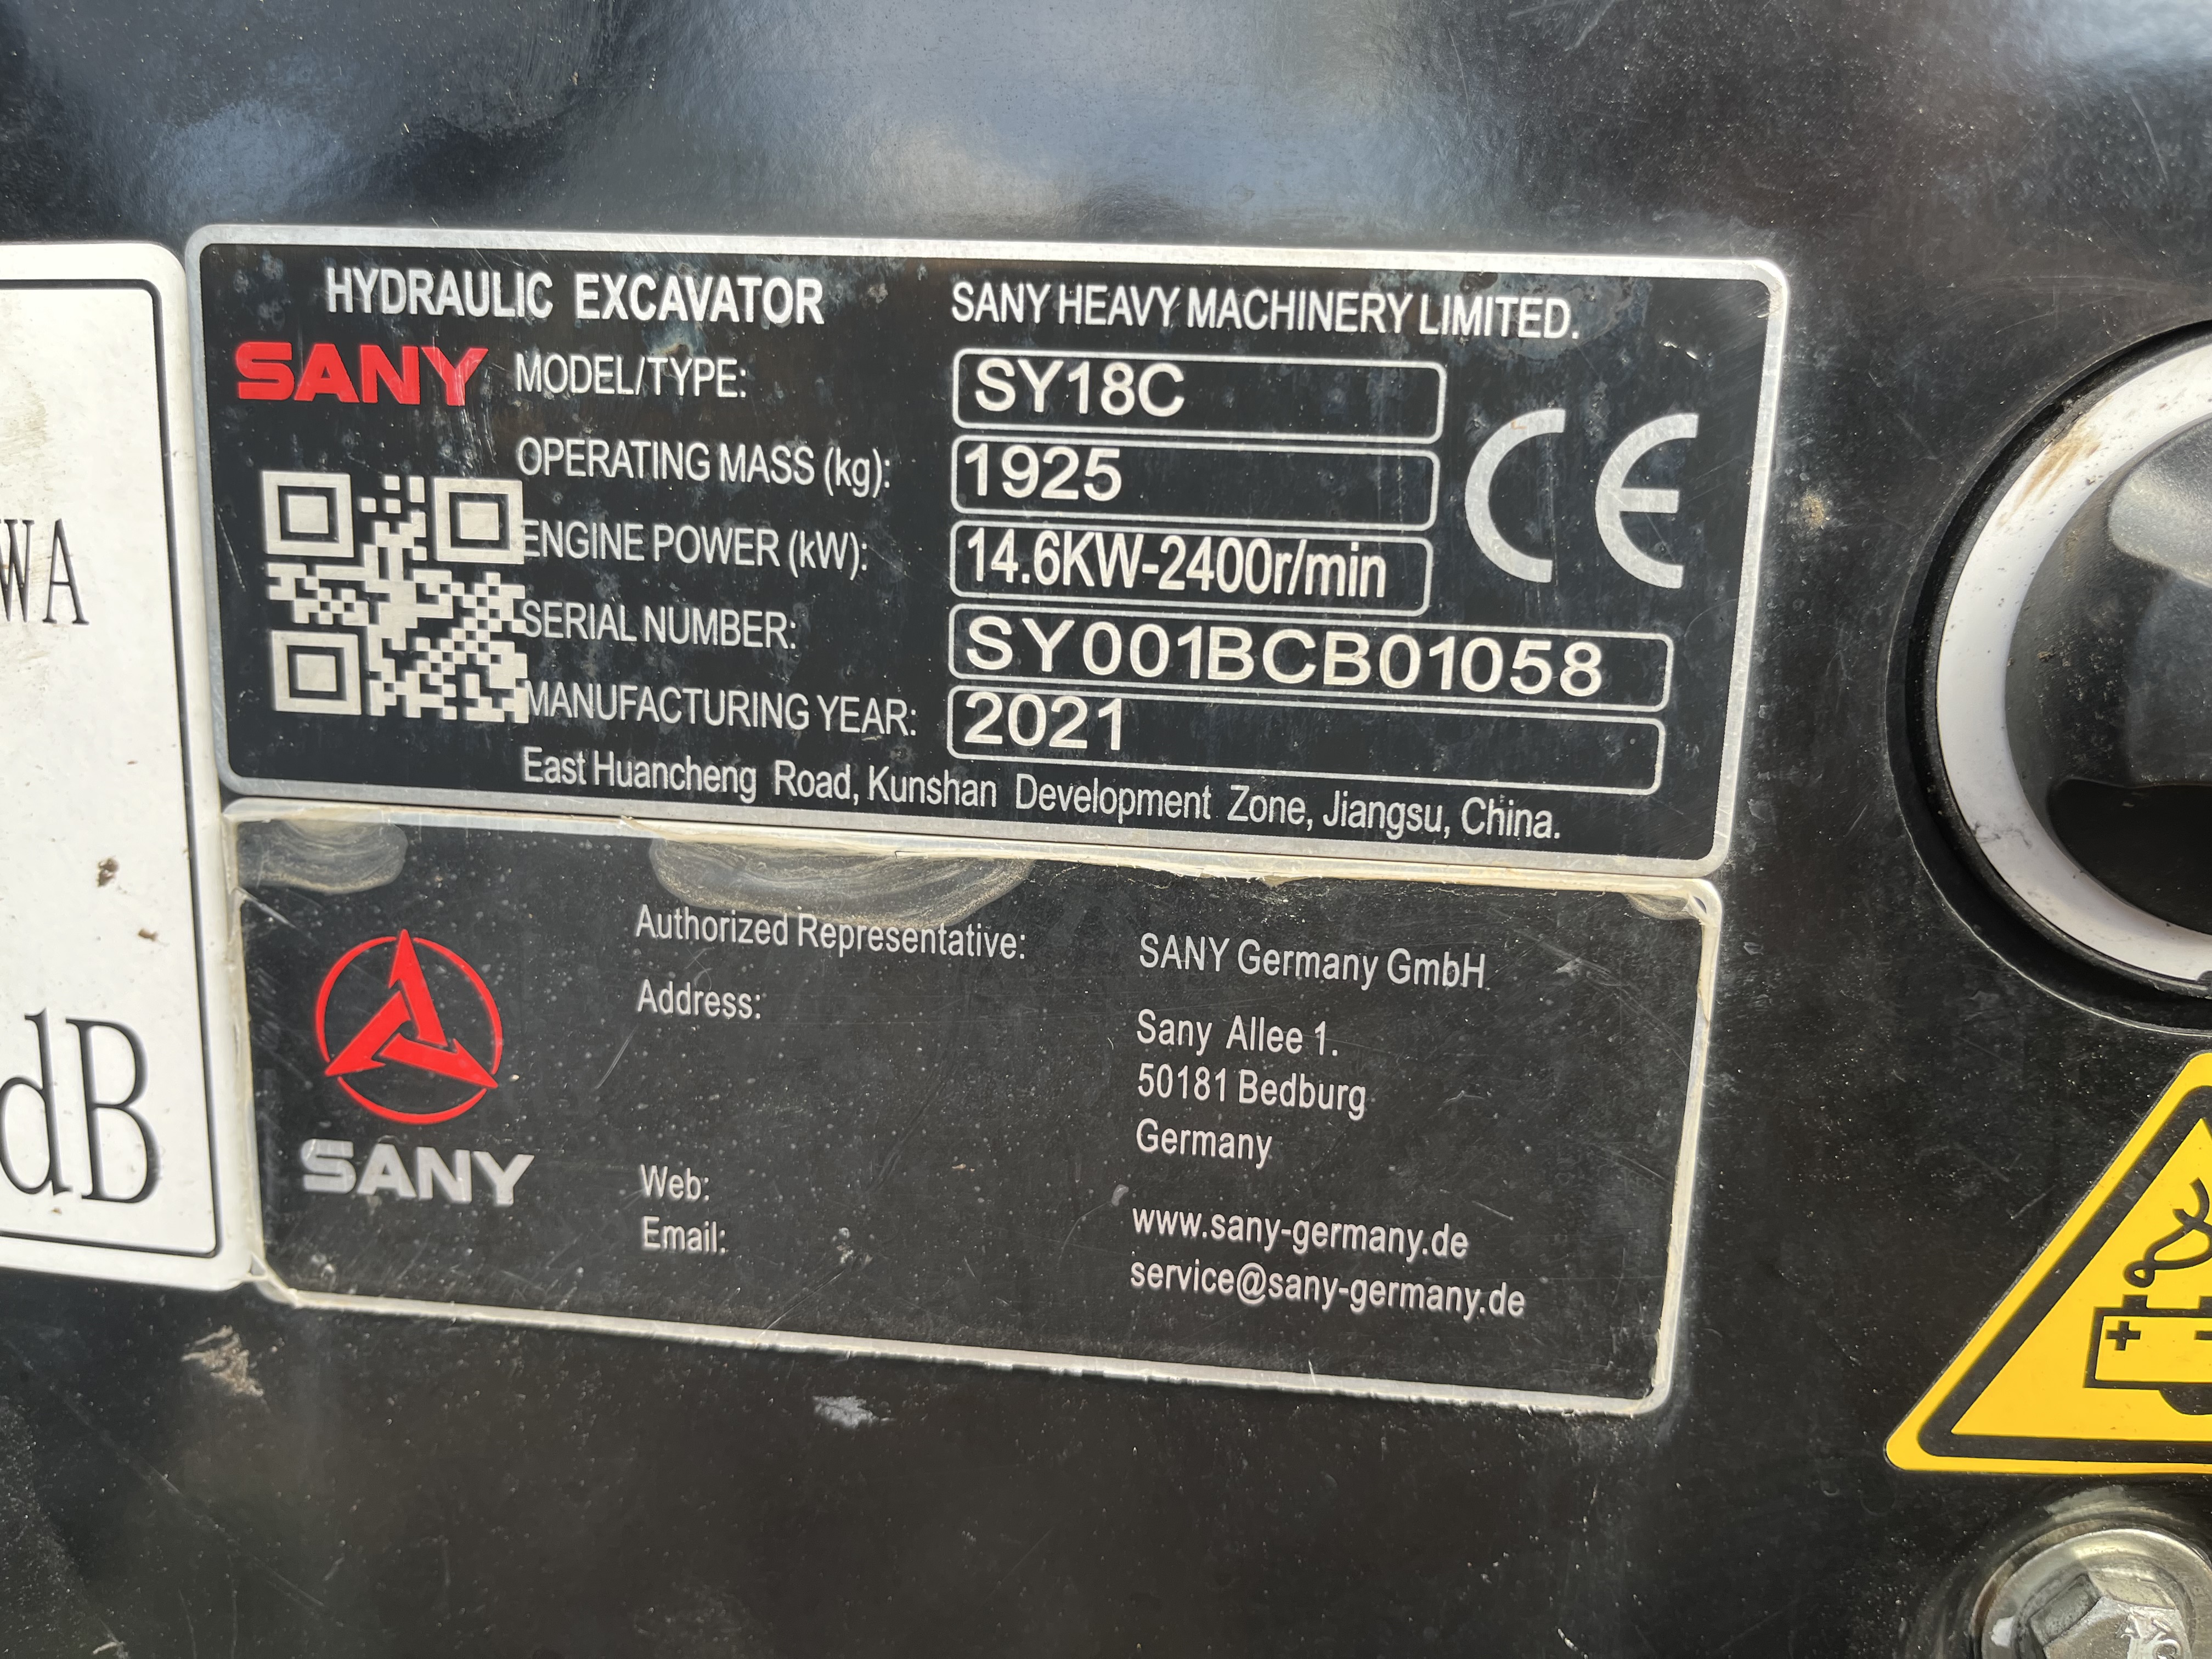 HYDRAULIC EXCAVATOR
SANY HEAVY MACHINERY LIMITED.
SANY
MODEL/TYPE: SY18C
OPERATING MASS (kg): 1925
CE
ENGINE POWER (kW): 14.6KW-2400r/min
SERIAL NUMBER: SY001BCB01058
MANUFACTURING YEAR: 2021
East Huancheng Road, Kunshan Development Zone, Jiangsu, China.
WA
dB
Authorized Representative: SANY Germany GmbH
Address: Sany Allee 1.
50181 Bedburg
Germany
SANY
Web: www.sany-germany.de
Email: service@sany-germany.de